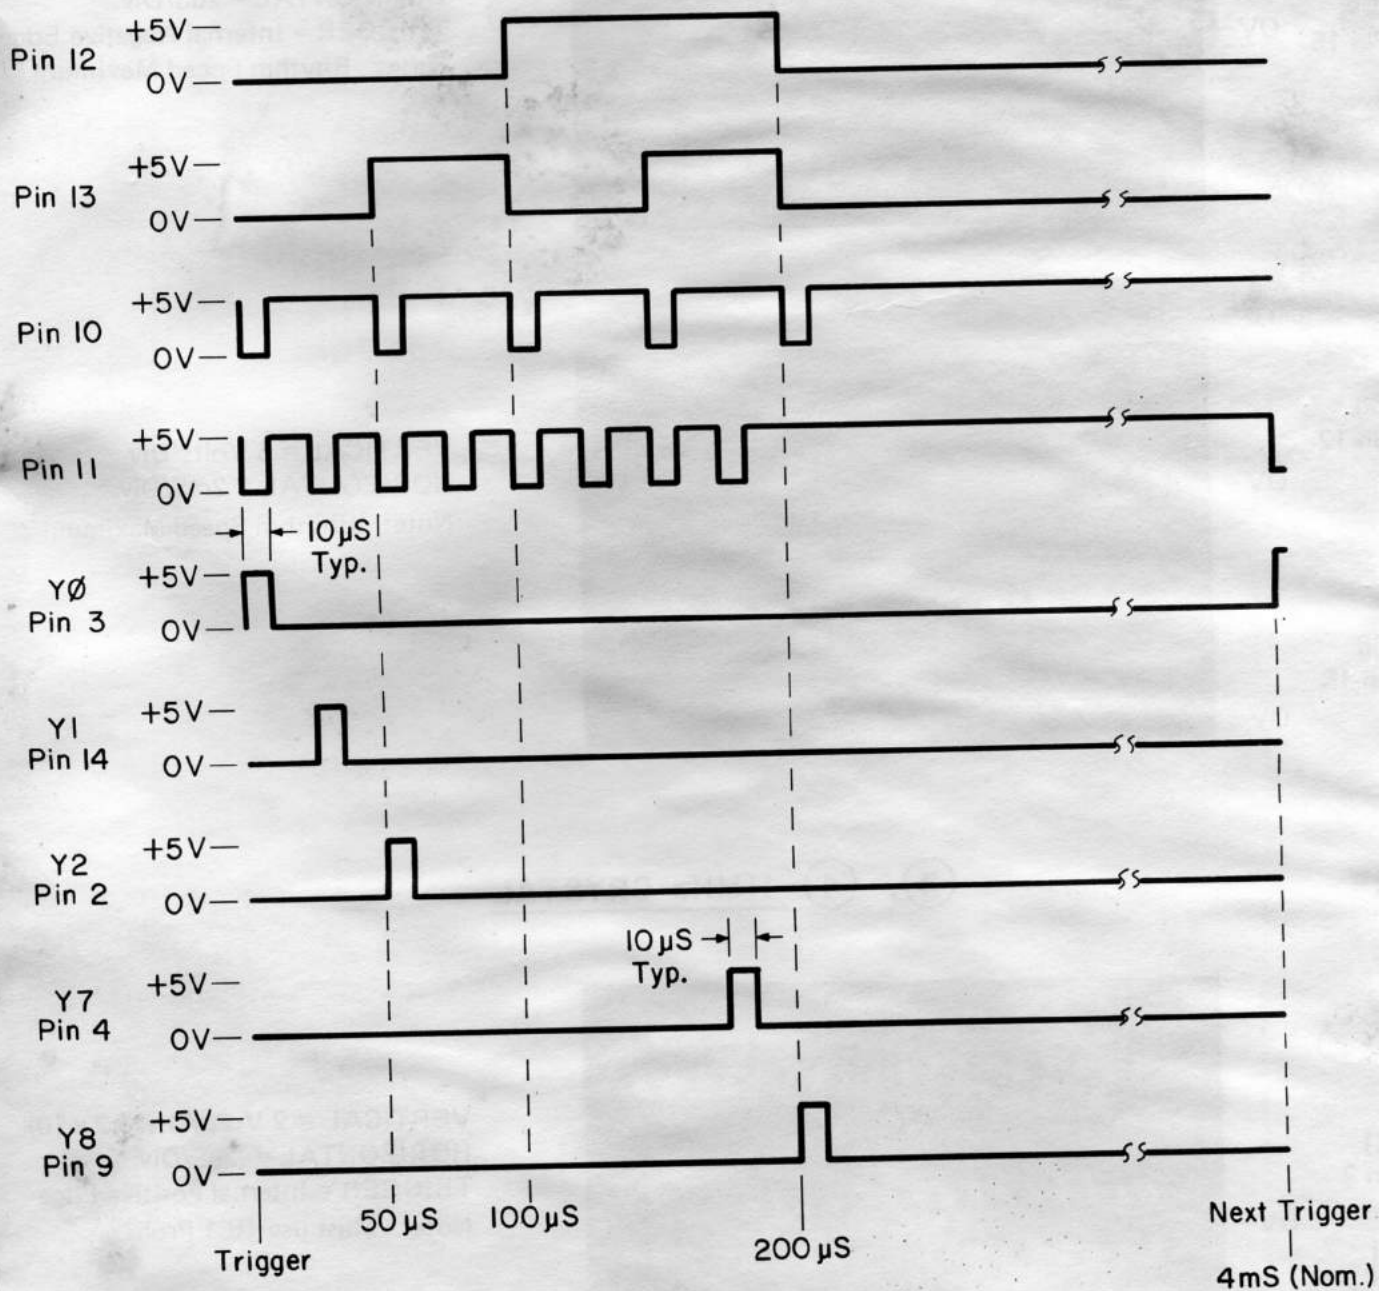 +5V
Pin 12
0V
+5V
Pin 13
0V
+5V
Pin 10
0V
+5V
Pin 11
0V
10µS
Typ.
YØ
Pin 3
+5V
0V
Y1
Pin 14
+5V
0V
Y2
Pin 2
+5V
0V
10µS
Typ.
Y7
Pin 4
+5V
0V
Y8
Pin 9
+5V
0V
50µS
100µS
Next Trigger
Trigger
200µS
4mS (Nom.)